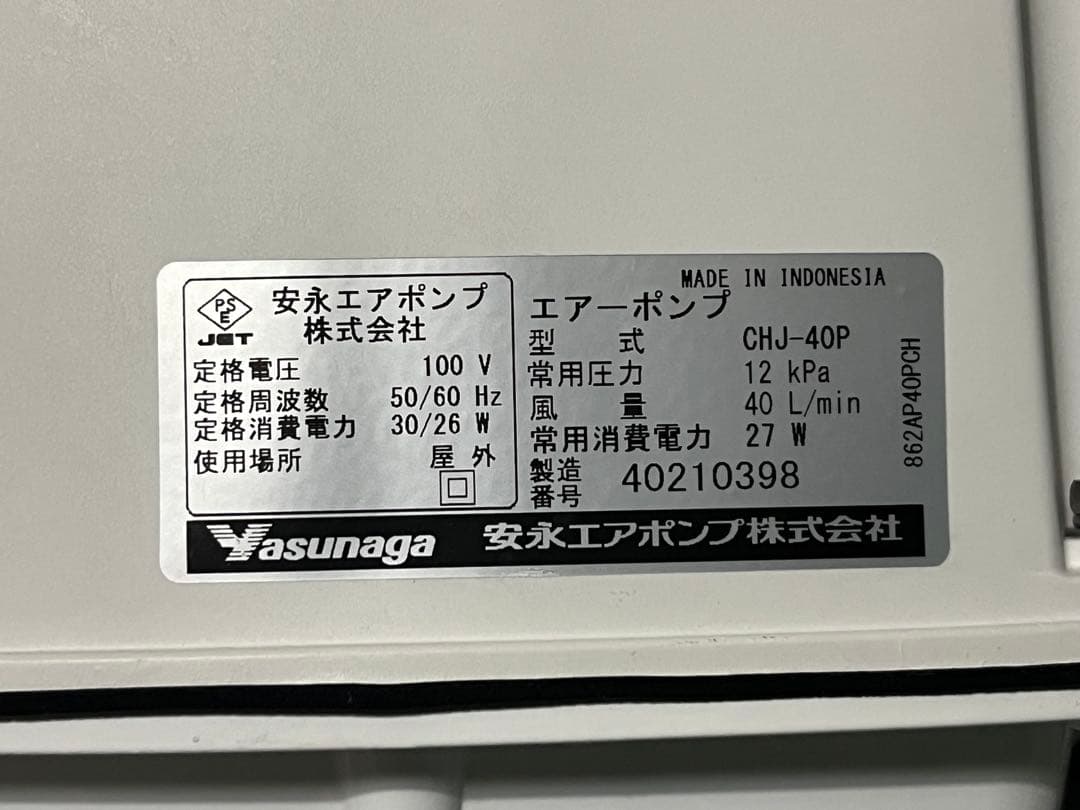 PSE
JET
安永エアポンプ
株式会社
定格電圧 100 V
定格周波数 50/60 Hz
定格消費電力 30/26 W
使用場所 屋外
MADE IN INDONESIA
エアーポンプ
型式 CHJ-40P
常用圧力 12 kPa
風量 40 L/min
常用消費電力 27 W
製造
番号 40210398
862AP40PCH
Yasunaga 安永エアポンプ株式会社